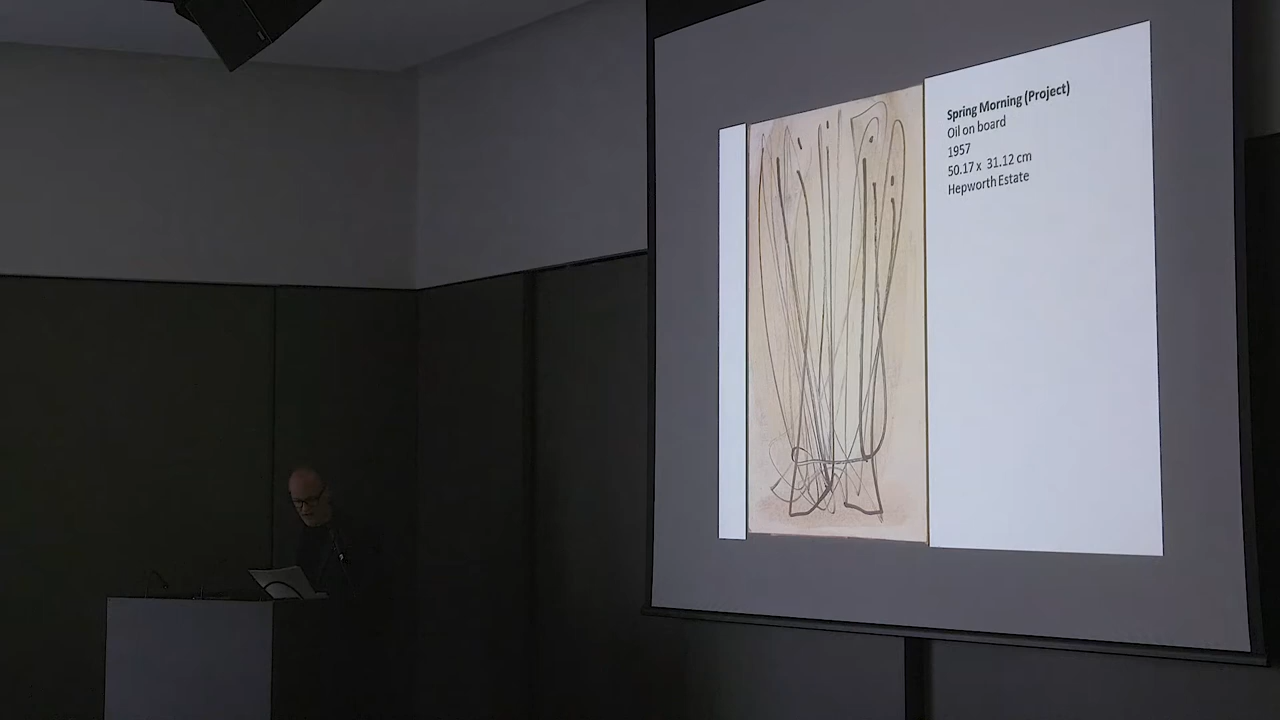 Spring Morning (Project)
Oil on board
1957
50.17 x 31.12 cm
Hepworth Estate